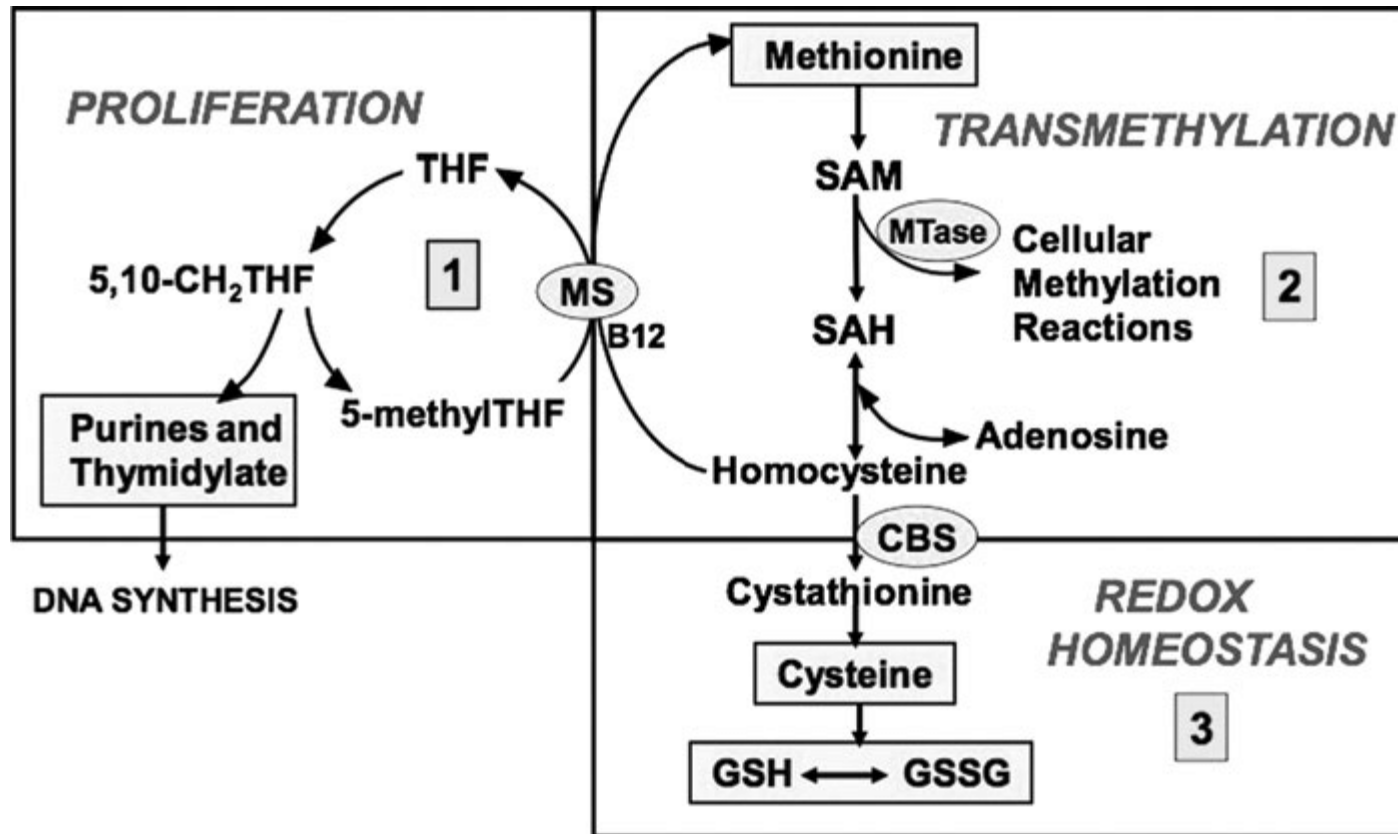 PROLIFERATION
THF
5,10-CH₂THF
1
5-methylTHF
Purines and
Thymidylate
DNA SYNTHESIS
MS
B12
Methionine
TRANSMETHYLATION
SAM
MTase
Cellular
Methylation
Reactions
2
SAH
Adenosine
Homocysteine
CBS
Cystathionine
REDOX
HOMEOSTASIS
Cysteine
3
GSH GSSG